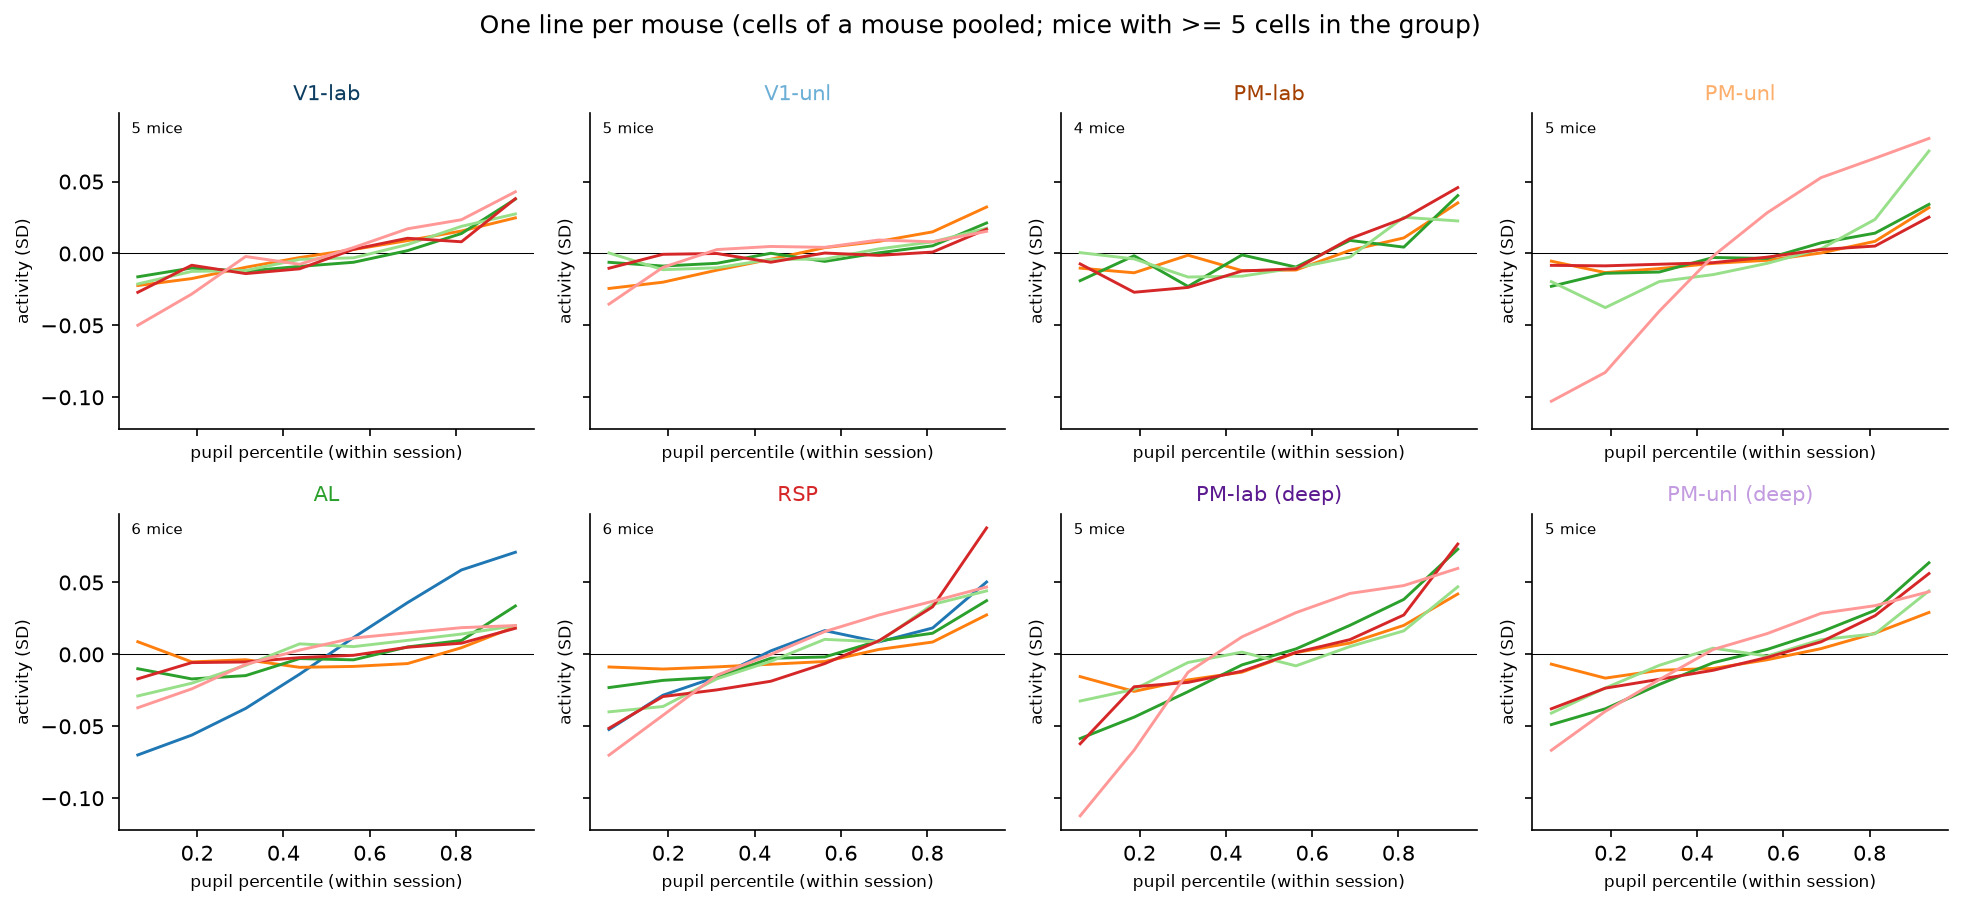 One line per mouse (cells of a mouse pooled; mice with >= 5 cells in the group)
V1-lab
V1-unl
PM-lab
PM-unl
5 mice
5 mice
4 mice
5 mice
0.05
0.00
−0.05
−0.10
activity (SD)
activity (SD)
activity (SD)
activity (SD)
pupil percentile (within session)
pupil percentile (within session)
pupil percentile (within session)
pupil percentile (within session)
AL
RSP
PM-lab (deep)
PM-unl (deep)
6 mice
6 mice
5 mice
5 mice
0.05
0.00
−0.05
−0.10
activity (SD)
activity (SD)
activity (SD)
activity (SD)
0.2 0.4 0.6 0.8
0.2 0.4 0.6 0.8
0.2 0.4 0.6 0.8
0.2 0.4 0.6 0.8
pupil percentile (within session)
pupil percentile (within session)
pupil percentile (within session)
pupil percentile (within session)